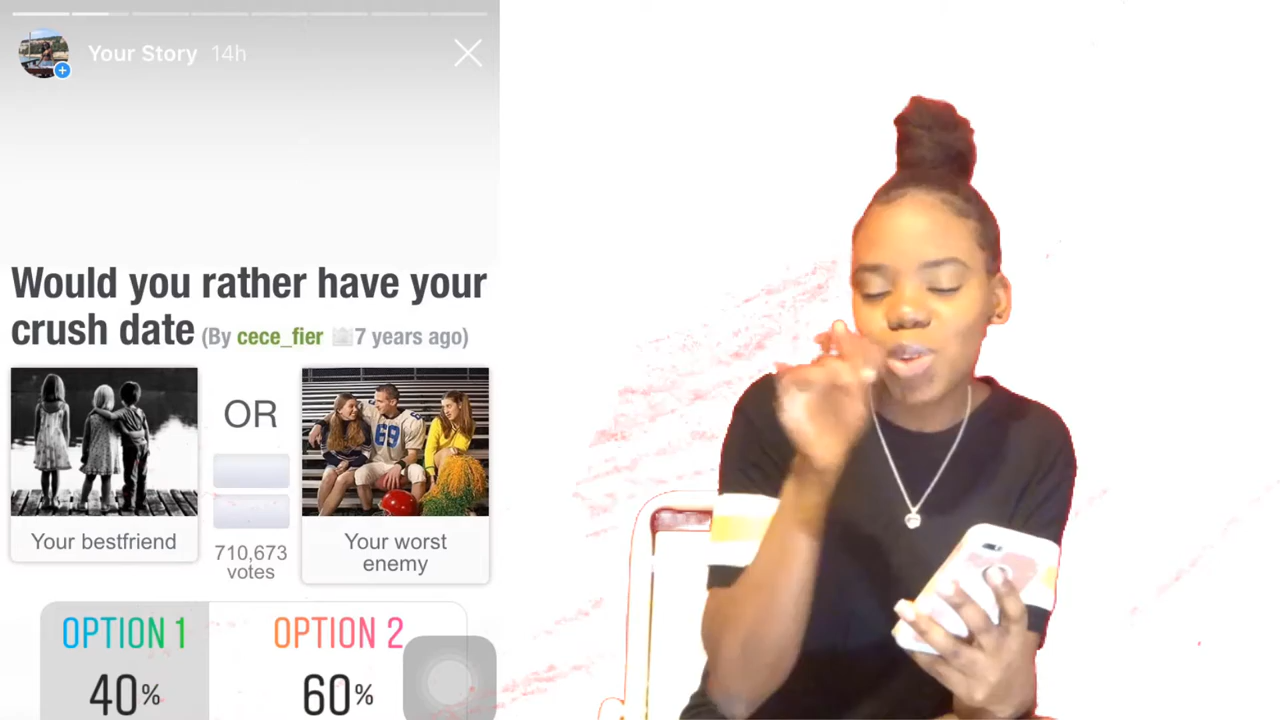 Your Story 14h
Would you rather have your
crush date (By cece_fier 7 years ago)
OR
69
Your bestfriend
710,673
votes
Your worst
enemy
OPTION 1
OPTION 2
40%
60%